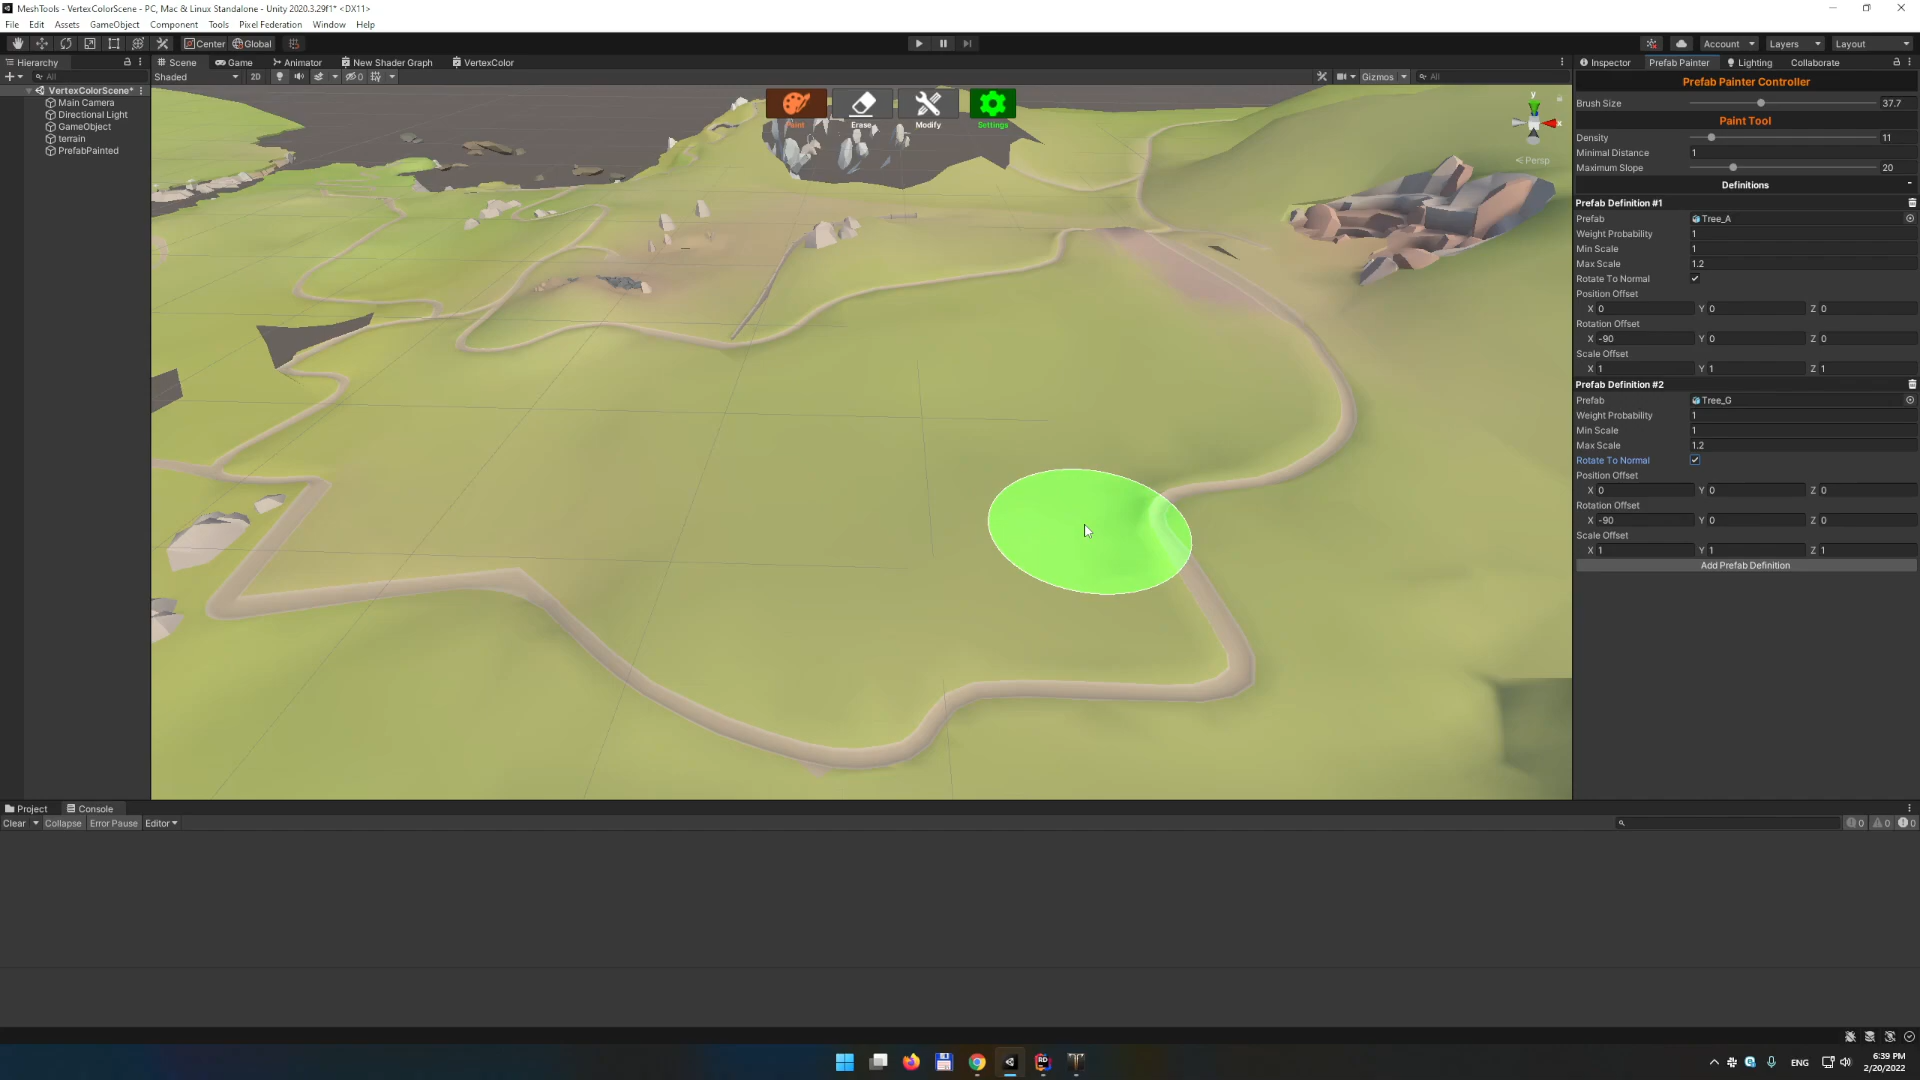 MeshTools - VertexColorScene - PC, Mac & Linux Standalone - Unity 2020.3.29f1* <DX11>
File Edit Assets GameObject Component Tools Pixel Federation Window Help
Center Global
Account Layers Layout
Hierarchy
All
VertexColorScene*
Main Camera
Directional Light
GameObject
terrain
PrefabPainted
Scene Game Animator New Shader Graph VertexColor
Shaded 2D 0 Gizmos All
Paint Erase Modify Settings
y
x
Persp
Inspector Prefab Painter Lighting Collaborate
Prefab Painter Controller
Brush Size 37.7
Paint Tool
Density 11
Minimal Distance 1
Maximum Slope 20
Definitions -
Prefab Definition #1
Prefab Tree_A
Weight Probability 1
Min Scale 1
Max Scale 1.2
Rotate To Normal
Position Offset
X 0 Y 0 Z 0
Rotation Offset
X -90 Y 0 Z 0
Scale Offset
X 1 Y 1 Z 1
Prefab Definition #2
Prefab Tree_G
Weight Probability 1
Min Scale 1
Max Scale 1.2
Rotate To Normal
Position Offset
X 0 Y 0 Z 0
Rotation Offset
X -90 Y 0 Z 0
Scale Offset
X 1 Y 1 Z 1
Add Prefab Definition
Project Console
Clear Collapse Error Pause Editor
0 0 0
RD
ENG
6:39 PM
2/20/2022